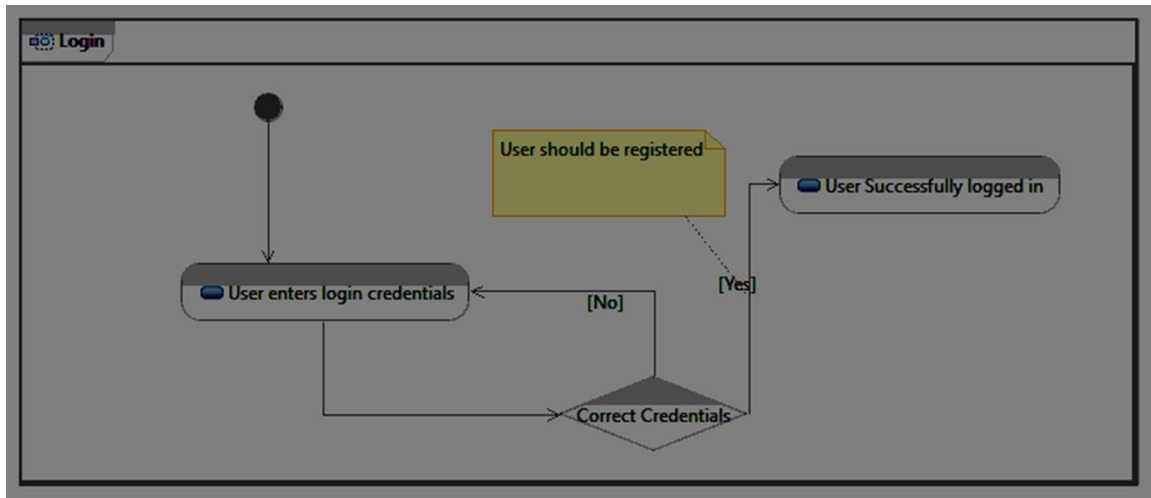 Login
User should be registered
User Successfully logged in
User enters login credentials
[No]
[Yes]
Correct Credentials